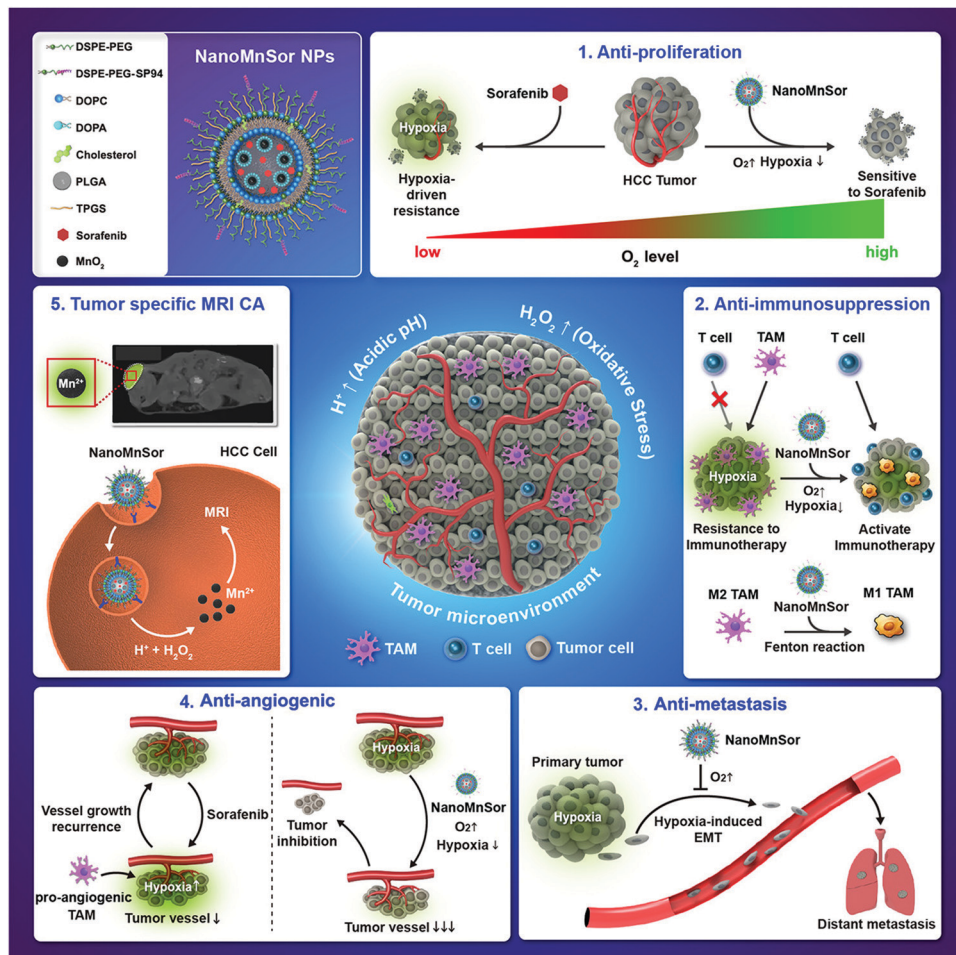 DSPE-PEG
DSPE-PEG-SP94
DOPC
DOPA
Cholesterol
PLGA
TPGS
Sorafenib
MnO2
NanoMnSor NPs
1. Anti-proliferation
Sorafenib
NanoMnSor
Hypoxia
O2↑ Hypoxia ↓
Hypoxia-
driven
resistance
HCC Tumor
Sensitive
to Sorafenib
low
O2 level
high
5. Tumor specific MRI CA
Mn2+
NanoMnSor
HCC Cell
MRI
Mn2+
H+ + H2O2
H+ ↑ (Acidic pH)
H2O2 ↑ (Oxidative Stress)
Tumor microenvironment
TAM
T cell
Tumor cell
2. Anti-immunosuppression
T cell
TAM
T cell
Hypoxia
NanoMnSor
O2↑
Hypoxia↓
Resistance to
Immunotherapy
Activate
Immunotherapy
M2 TAM
NanoMnSor
M1 TAM
Fenton reaction
4. Anti-angiogenic
Vessel growth
recurrence
Sorafenib
pro-angiogenic
TAM
Hypoxia↑
Tumor vessel ↓
Hypoxia
Tumor
inhibition
NanoMnSor
O2↑
Hypoxia ↓
Tumor vessel ↓↓↓
3. Anti-metastasis
NanoMnSor
Primary tumor
O2↑
Hypoxia
Hypoxia-induced
EMT
Distant metastasis